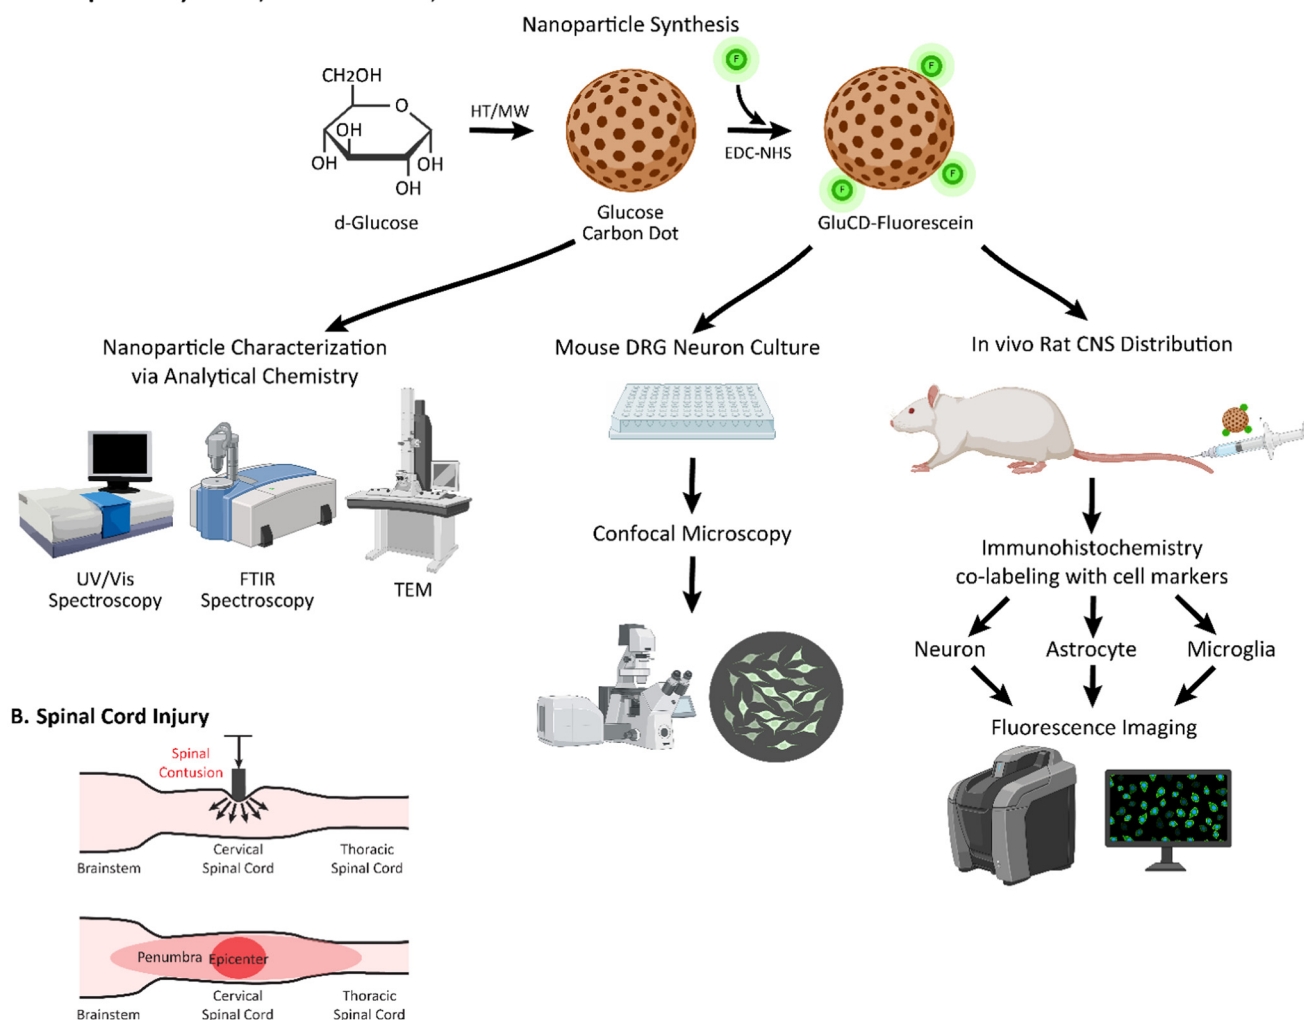 Nanoparticle Synthesis
F
CH2OH
O
OH
OH
OH
OH
HT/MW
EDC-NHS
F
F
F
d-Glucose
Glucose
Carbon Dot
GluCD-Fluorescein
Nanoparticle Characterization
via Analytical Chemistry
Mouse DRG Neuron Culture
In vivo Rat CNS Distribution
UV/Vis
Spectroscopy
FTIR
Spectroscopy
TEM
Confocal Microscopy
Immunohistochemistry
co-labeling with cell markers
Neuron
Astrocyte
Microglia
Fluorescence Imaging
B. Spinal Cord Injury
Spinal
Contusion
Brainstem
Cervical
Spinal Cord
Thoracic
Spinal Cord
Penumbra
Epicenter
Brainstem
Cervical
Spinal Cord
Thoracic
Spinal Cord